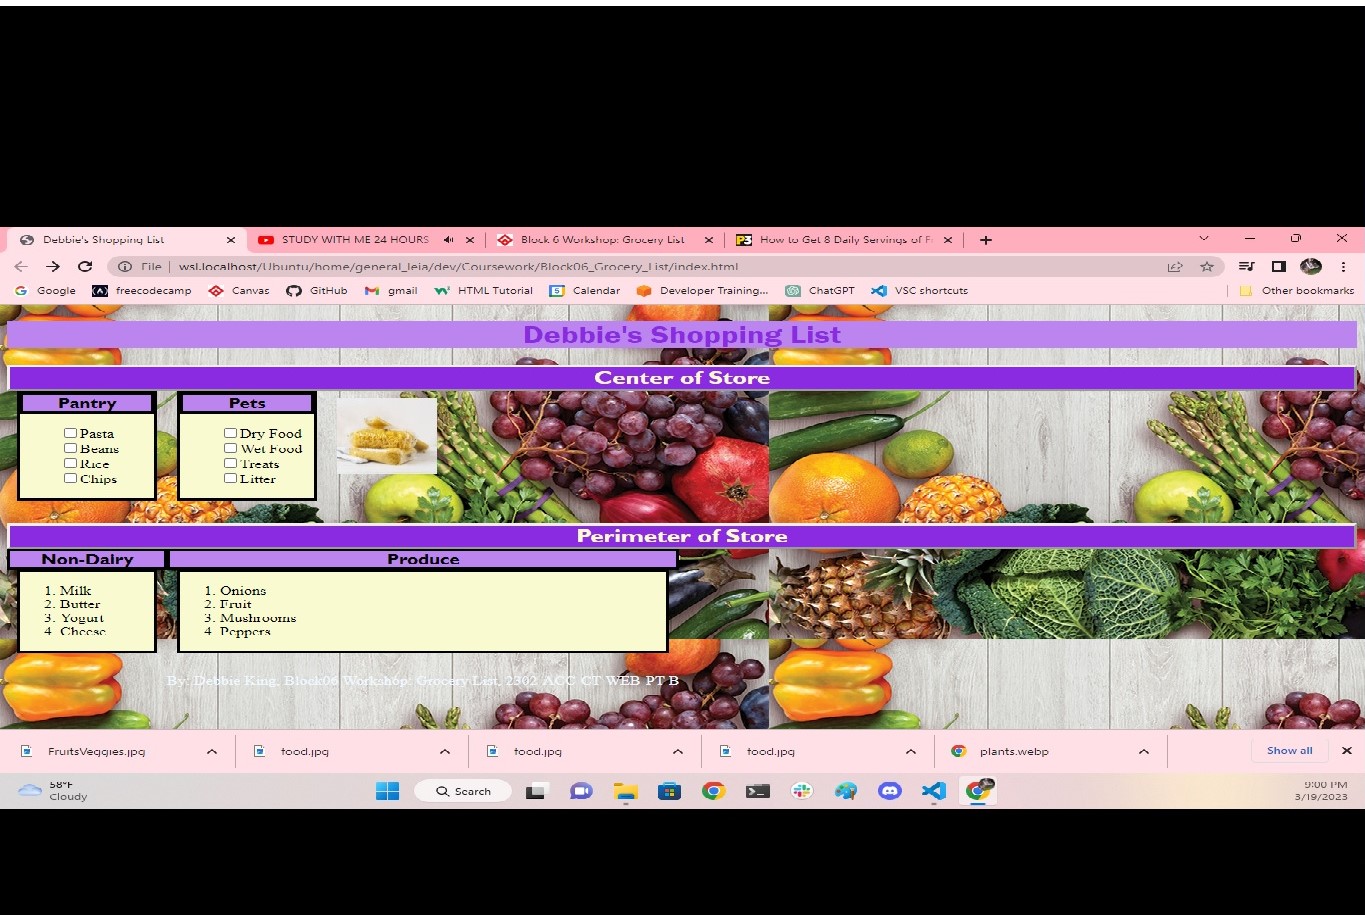 Debbie's Shopping List
STUDY WITH ME 24 HOURS
Block 6 Workshop: Grocery List
How to Get 8 Daily Servings of F
File wsl.localhost/Ubuntu/home/general_leia/dev/Coursework/Block06_Grocery_List/index.html
Google freecodecamp Canvas GitHub gmail HTML Tutorial Calendar Developer Training... ChatGPT VSC shortcuts Other bookmarks
Debbie's Shopping List
Center of Store
Pantry
Pasta
Beans
Rice
Chips
Pets
Dry Food
Wet Food
Treats
Litter
Perimeter of Store
Non-Dairy
1. Milk
2. Butter
3. Yogurt
4. Cheese
Produce
1. Onions
2. Fruit
3. Mushrooms
4. Peppers
By: Debbie King, Block06 Workshop: Grocery List, 2302 ACC CT WEB PT B
FruitsVeggies.jpg food.jpg food.jpg food.jpg plants.webp Show all
58°F
Cloudy
Search
9:00 PM
3/19/2023